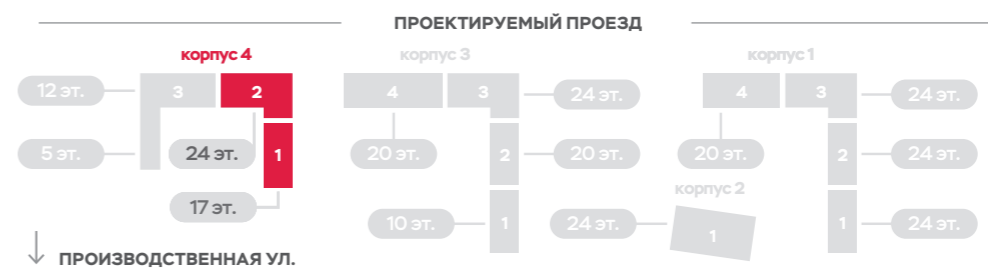 ПРОЕКТИРУЕМЫЙ ПРОЕЗД
корпус 4
корпус 3
корпус 1
12 эт.
3
2
4
3
24 эт.
4
3
24 эт.
5 эт.
24 эт.
1
20 эт.
2
20 эт.
20 эт.
2
24 эт.
корпус 2
17 эт.
10 эт.
1
24 эт.
1
1
24 эт.
ПРОИЗВОДСТВЕННАЯ УЛ.